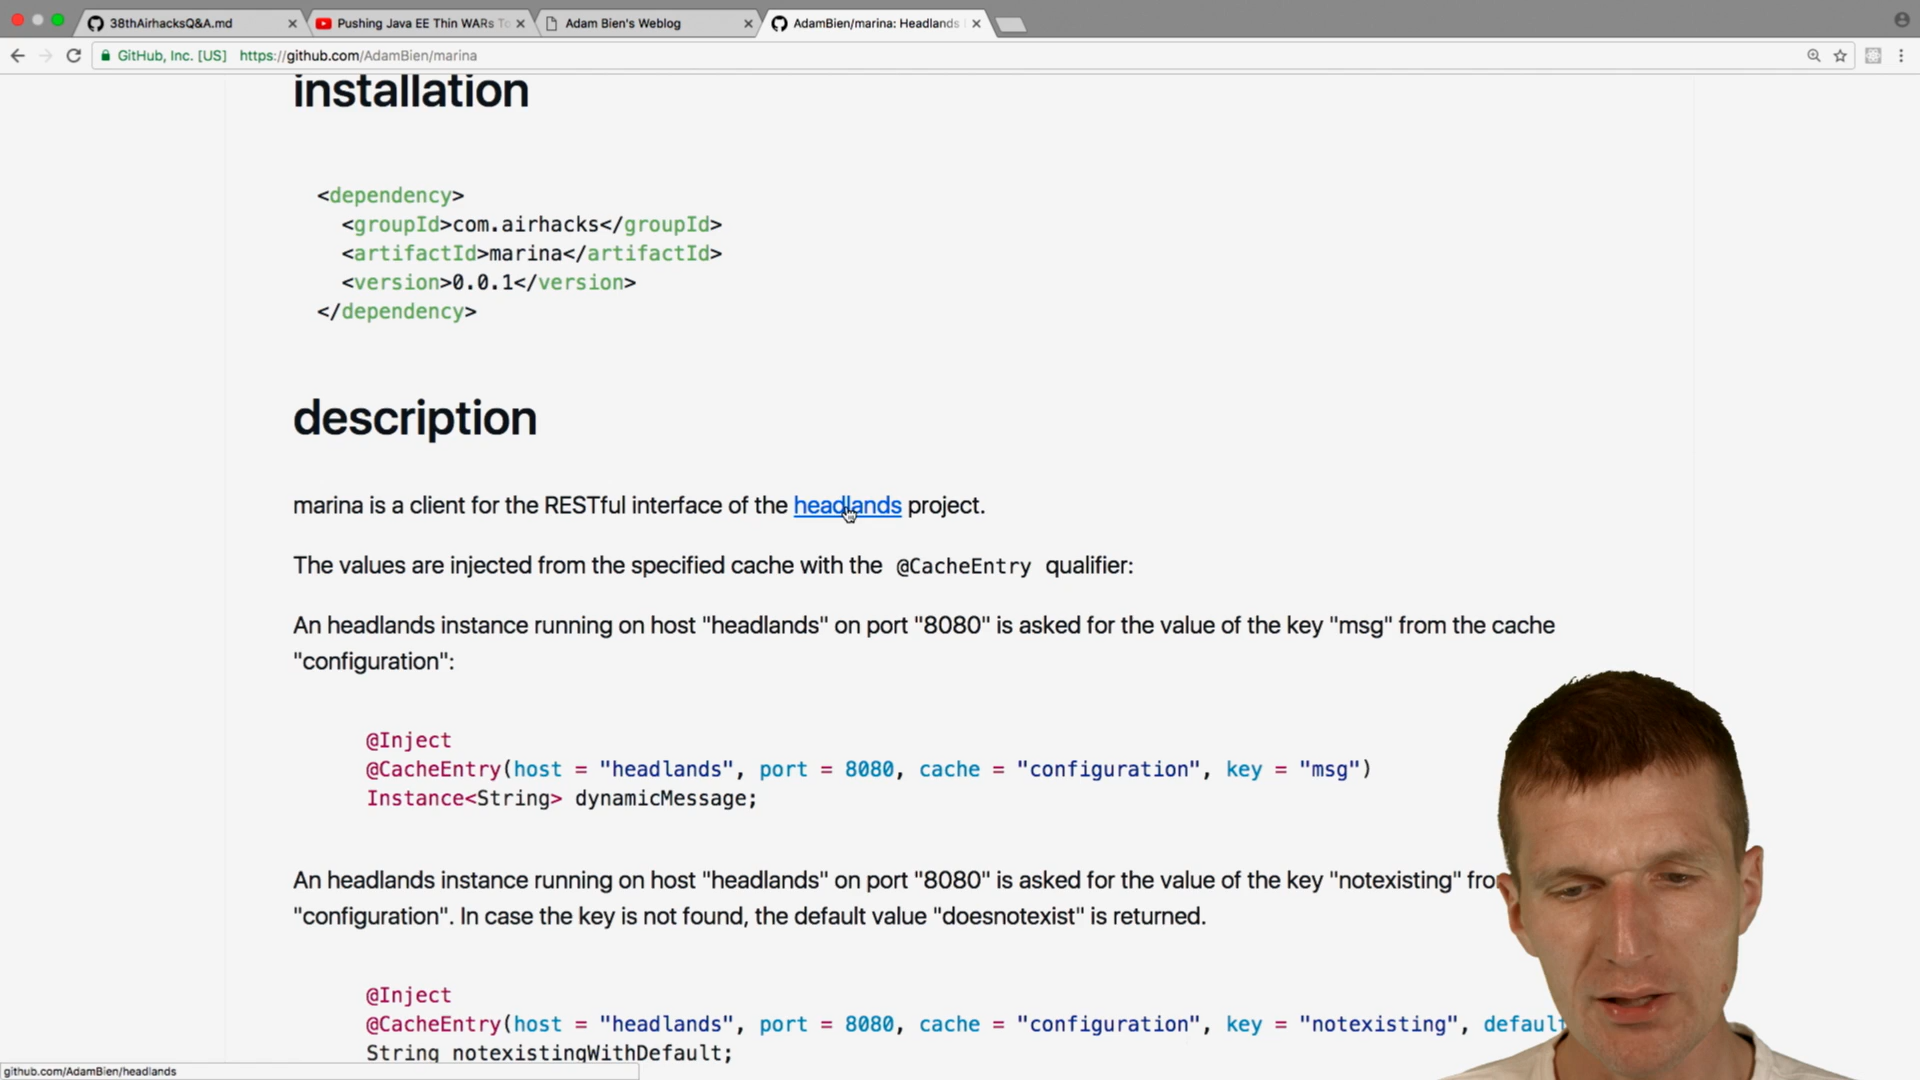 38thAirhacksQ&A.md
Pushing Java EE Thin WARs To
Adam Bien's Weblog
AdamBien/marina: Headlands
GitHub, Inc. [US] https://github.com/AdamBien/marina
installation
<dependency>
<groupId>com.airhacks</groupId>
<artifactId>marina</artifactId>
<version>0.0.1</version>
</dependency>
description
marina is a client for the RESTful interface of the headlands project.
The values are injected from the specified cache with the @CacheEntry qualifier:
An headlands instance running on host "headlands" on port "8080" is asked for the value of the key "msg" from the cache
"configuration":
@Inject
@CacheEntry(host = "headlands", port = 8080, cache = "configuration", key = "msg")
Instance<String> dynamicMessage;
An headlands instance running on host "headlands" on port "8080" is asked for the value of the key "notexisting"
"configuration". In case the key is not found, the default value "doesnotexist" is returned.
@Inject
@CacheEntry(host = "headlands", port = 8080, cache = "configuration", key = "notexisting",
String notexistingWithDefault;
github.com/AdamBien/headlands